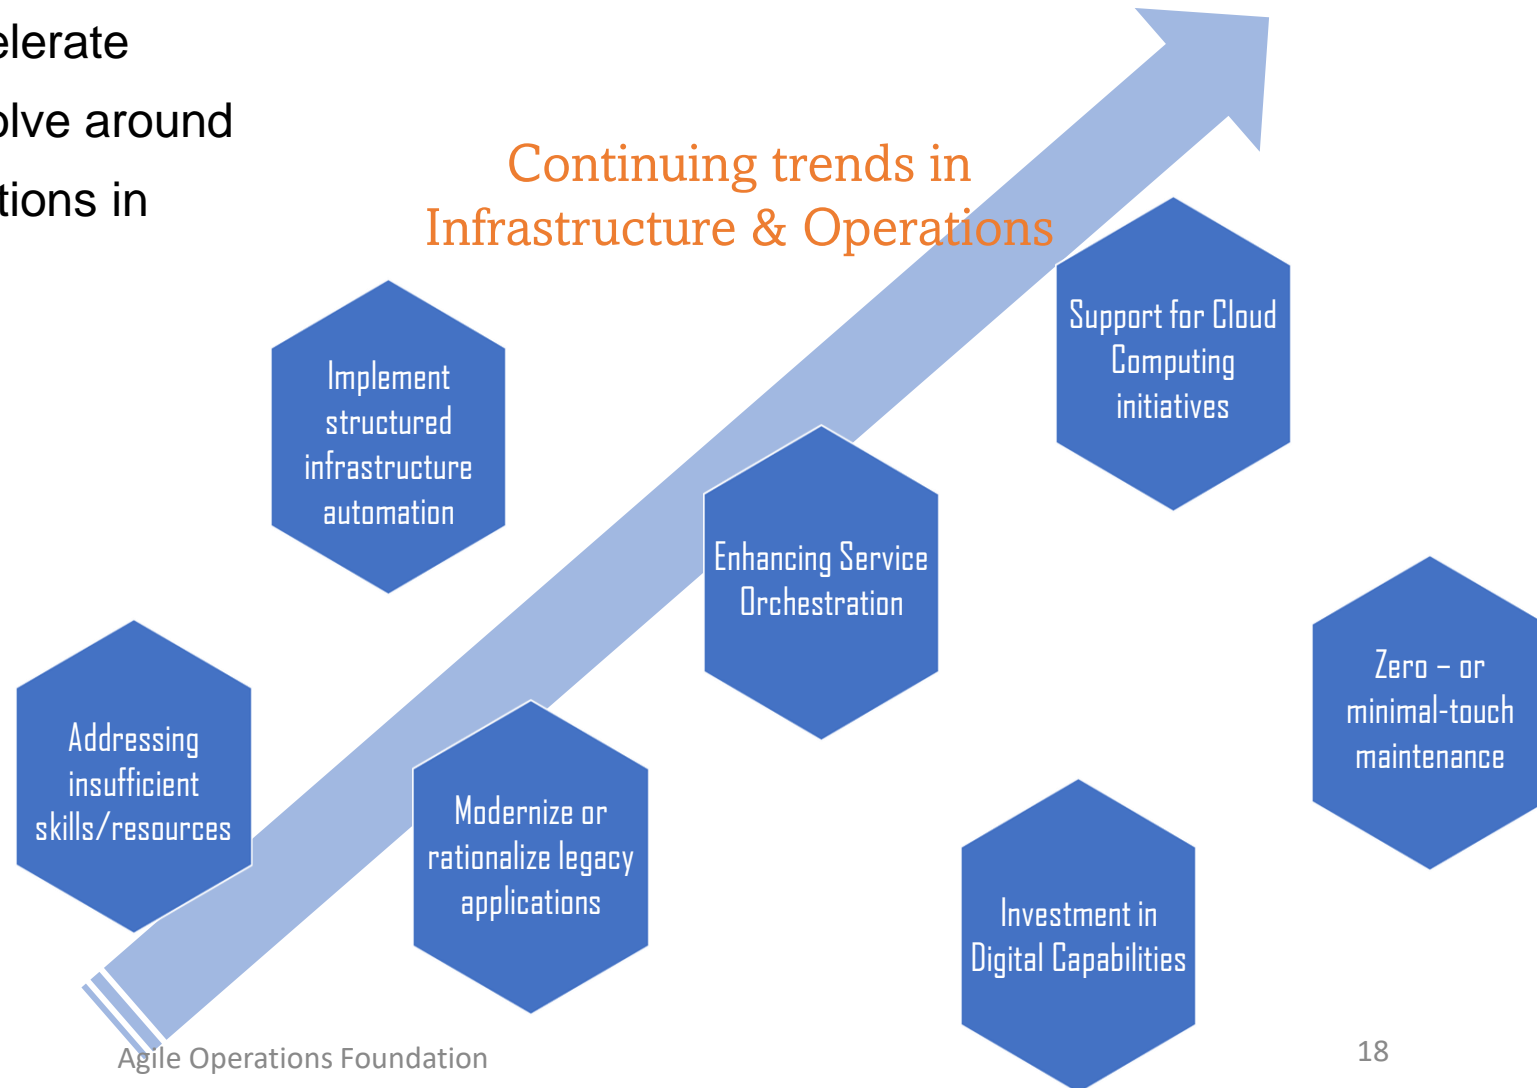 elerate
olve around
tions in
Continuing trends in
Infrastructure & Operations
Support for Cloud
Computing
initiatives
Implement
structured
infrastructure
automation
Enhancing Service
Orchestration
Zero – or
minimal-touch
maintenance
Addressing
insufficient
skills/resources
Modernize or
rationalize legacy
applications
Investment in
Digital Capabilities
Agile Operations Foundation
18